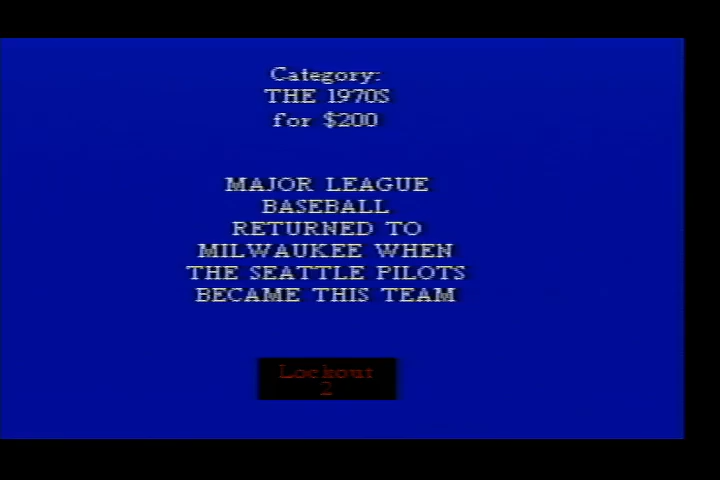 Category:
THE 1970S
for $200
MAJOR LEAGUE
BASEBALL
RETURNED TO
MILWAUKEE WHEN
THE SEATTLE PILOTS
BECAME THIS TEAM
Lockout
2